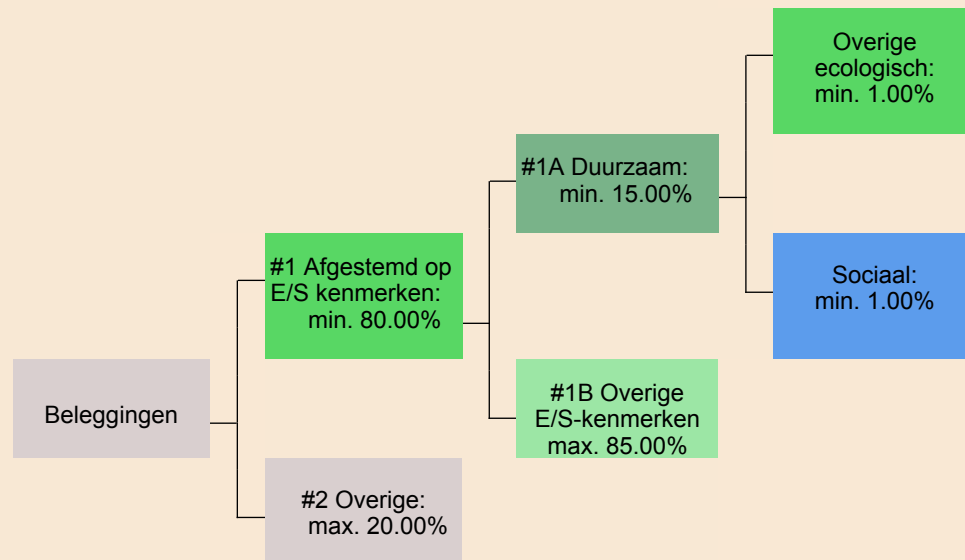 Overige
ecologisch:
min. 1.00%
#1A Duurzaam:
min. 15.00%
#1 Afgestemd op
E/S kenmerken:
min. 80.00%
Sociaal:
min. 1.00%
Beleggingen
#1B Overige
E/S-kenmerken
max. 85.00%
#2 Overige:
max. 20.00%